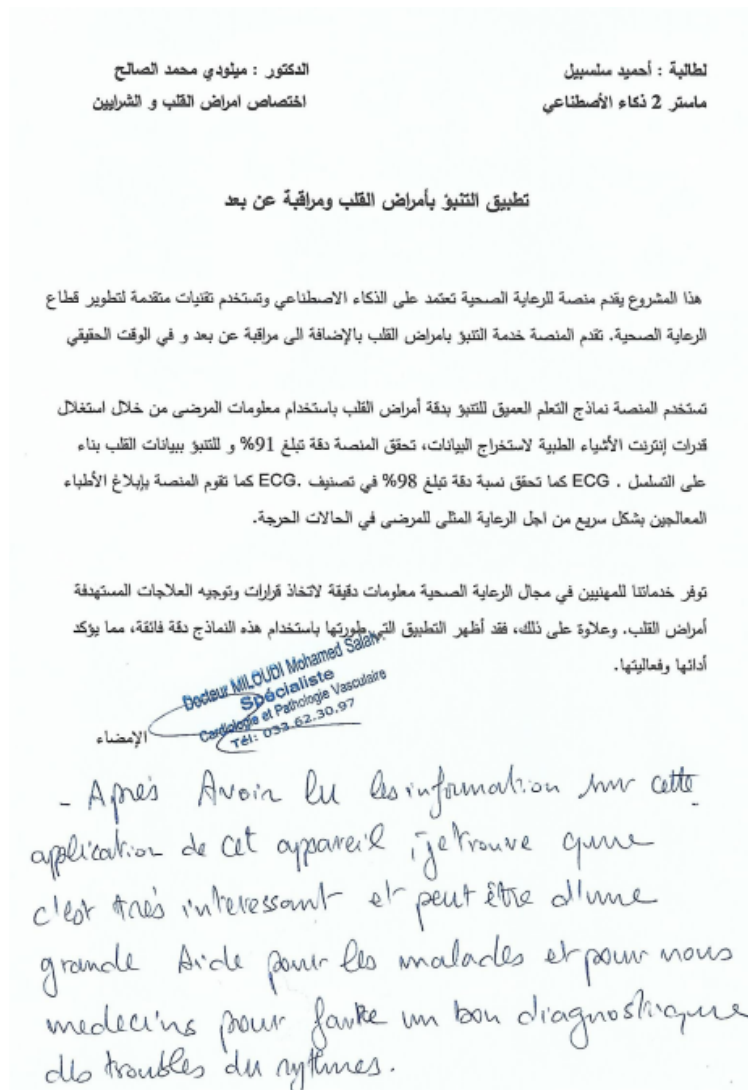 لطالبة : أحميد سلسبيل
الدكتور : ميلودي محمد الصالح
ماستر 2 ذكاء الأصطناعي
اختصاص امراض القلب و الشرايين
تطبيق التنبؤ بأمراض القلب ومراقبة عن بعد
هذا المشروع يقدم منصة للرعاية الصحية تعتمد على الذكاء الاصطناعي وتستخدم تقنيات متقدمة لتطوير قطاع
الرعاية الصحية. تقدم المنصة خدمة التنبؤ بامراض القلب بالإضافة الى مراقبة عن بعد و في الوقت الحقيقي
تستخدم المنصة نماذج التعلم العميق للتنبؤ بدقة أمراض القلب باستخدام معلومات المرضى من خلال استغلال
قدرات إنترنت الأشياء الطبية لاستخراج البيانات، تحقق المنصة دقة تبلغ 91% و للتنبؤ ببيانات القلب بناء
على التسلسل . ECG كما تحقق نسبة دقة تبلغ 98% في تصنيف .ECG كما تقوم المنصة بإبلاغ الأطباء
المعالجين بشكل سريع من اجل الرعاية المثلى للمرضى في الحالات الحرجة.
توفر خدماتنا للمهنيين في مجال الرعاية الصحية معلومات دقيقة لاتخاذ قرارات وتوجيه العلاجات المستهدفة
أمراض القلب. وعلاوة على ذلك، فقد أظهر التطبيق التي طورتها باستخدام هذه النماذج دقة فائقة، مما يؤكد
أدائها وفعاليتها.
Docteur MILOUDI Mohamed Salah
Spécialiste
Cardiologie et Pathologie Vasculaire
Tél: 033.62.30.97
الإمضاء
- Après Avoir lu les information sur cette
application de cet appareil, je trouve que
c'est très interessant et peut être d'une
grande Aide pour les malades et pour nous
medecins pour faire un bon diagnostique
des troubles du rythmes.